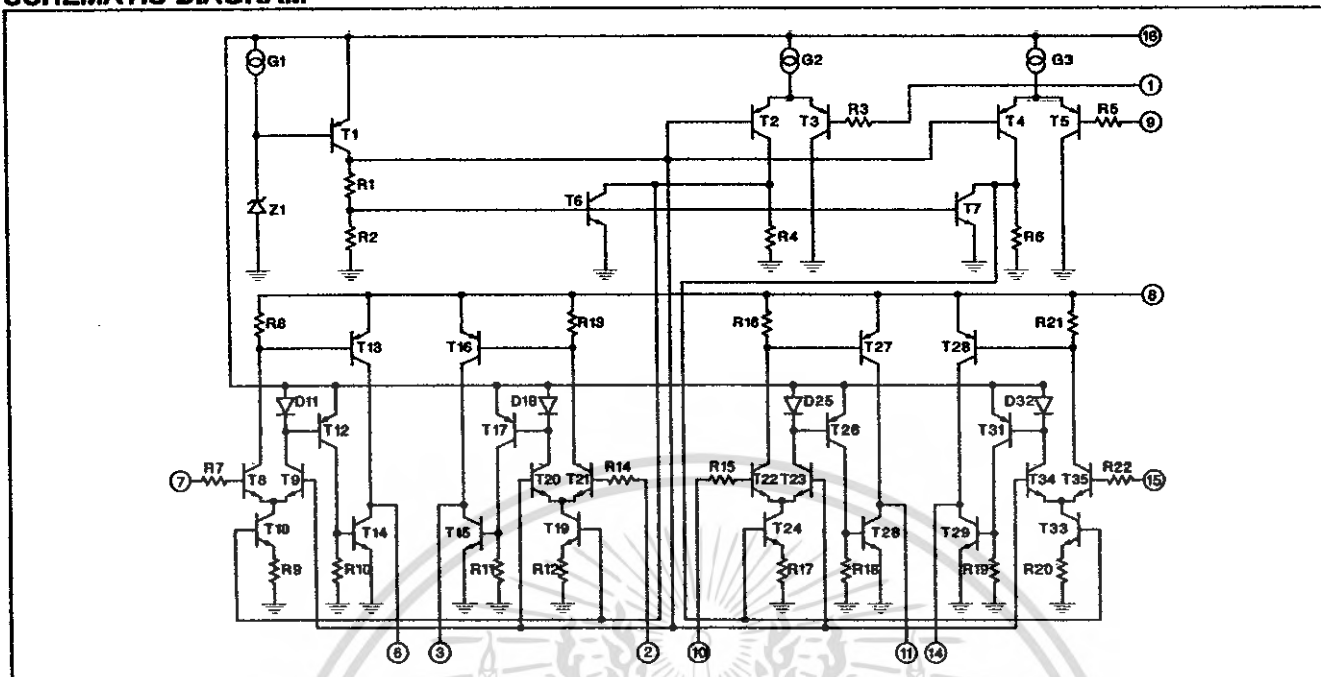 SCHEMATIC DIAGRAM
16
G1 G2 G3
1
R3 R5
T1 T2 T3 T4 T5 9
R1
T6 T7
Z1
R2 R4 R6
8
R8 R13 R16 R21
T13 T16 T27 T28
D11 D18 D25 D32
T12 T17 T26 T31
R7 R14 R15 R22
7 T8 T9 T20 T21 T22 T23 T34 T35 15
T10 T14 T15 T19 T24 T28 T29 T33
R9 R10 R11 R12 R17 R18 R19 R20
6 3 2 10 11 14